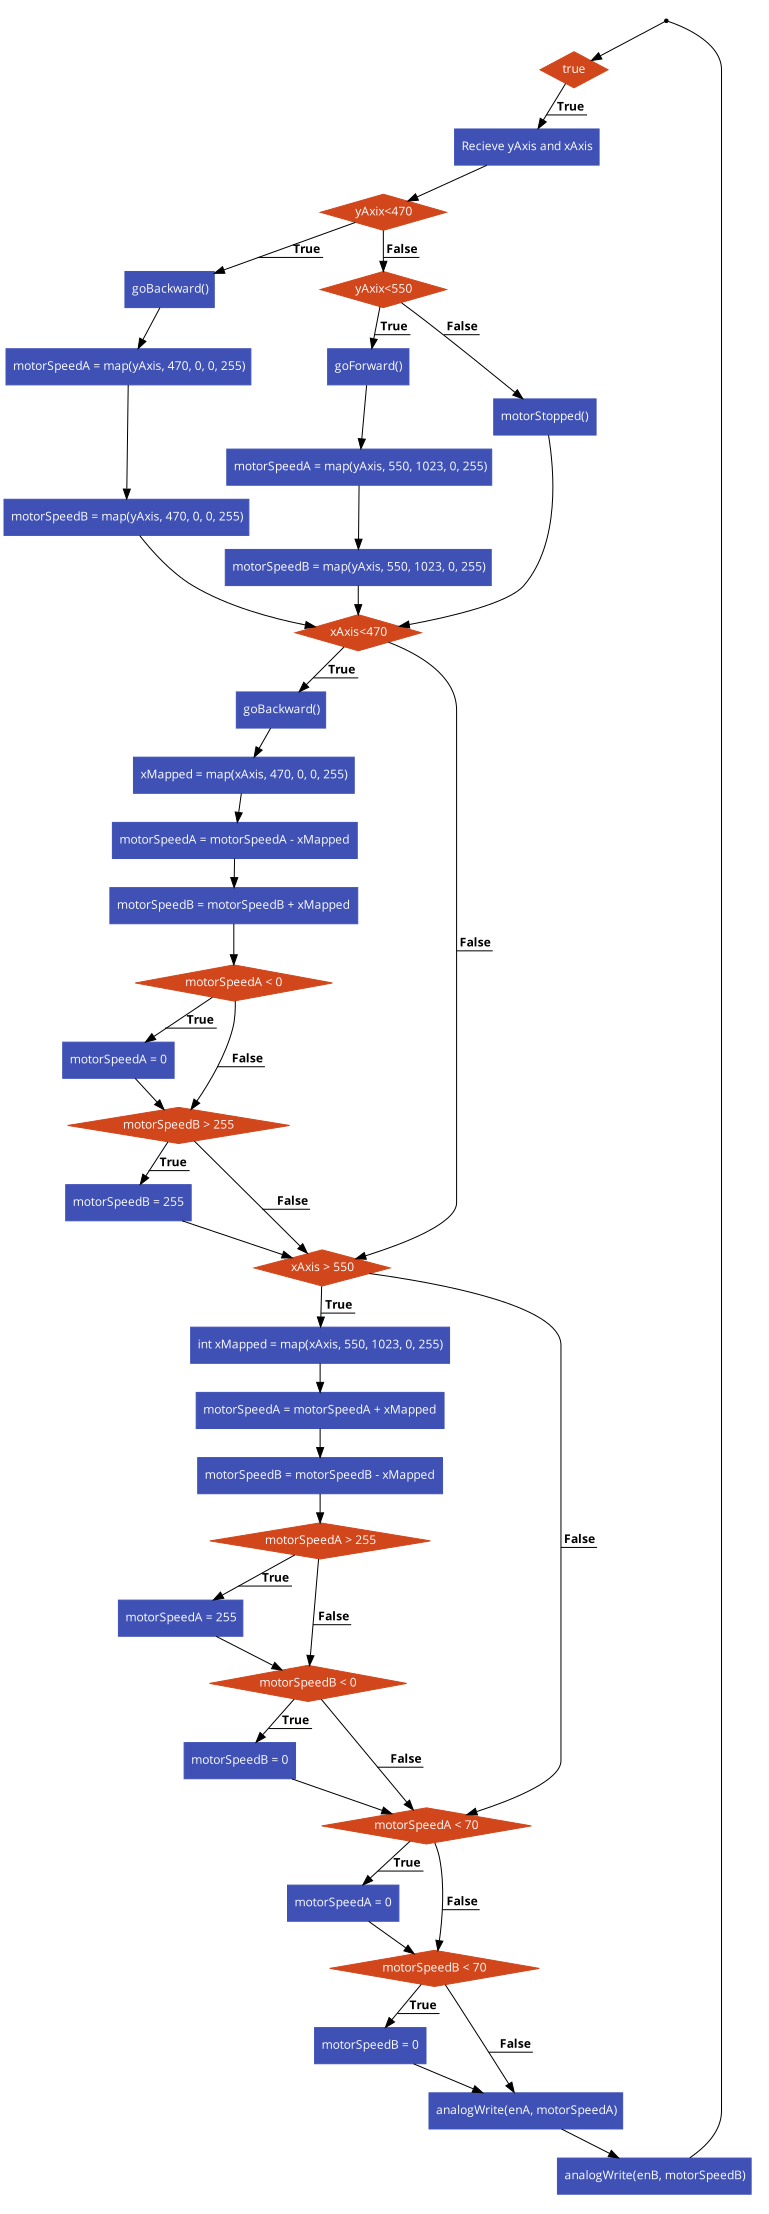 true
True
Recieve yAxis and xAxis
yAxix<470
True
False
goBackward()
yAxix<550
True
False
motorSpeedA = map(yAxis, 470, 0, 0, 255)
goForward()
motorStopped()
motorSpeedA = map(yAxis, 550, 1023, 0, 255)
motorSpeedB = map(yAxis, 470, 0, 0, 255)
motorSpeedB = map(yAxis, 550, 1023, 0, 255)
xAxis<470
True
goBackward()
xMapped = map(xAxis, 470, 0, 0, 255)
motorSpeedA = motorSpeedA - xMapped
motorSpeedB = motorSpeedB + xMapped
False
motorSpeedA < 0
True
motorSpeedA = 0
False
motorSpeedB > 255
True
motorSpeedB = 255
False
xAxis > 550
True
int xMapped = map(xAxis, 550, 1023, 0, 255)
motorSpeedA = motorSpeedA + xMapped
motorSpeedB = motorSpeedB - xMapped
motorSpeedA > 255
False
True
motorSpeedA = 255
False
motorSpeedB < 0
True
motorSpeedB = 0
False
motorSpeedA < 70
True
motorSpeedA = 0
False
motorSpeedB < 70
True
motorSpeedB = 0
False
analogWrite(enA, motorSpeedA)
analogWrite(enB, motorSpeedB)